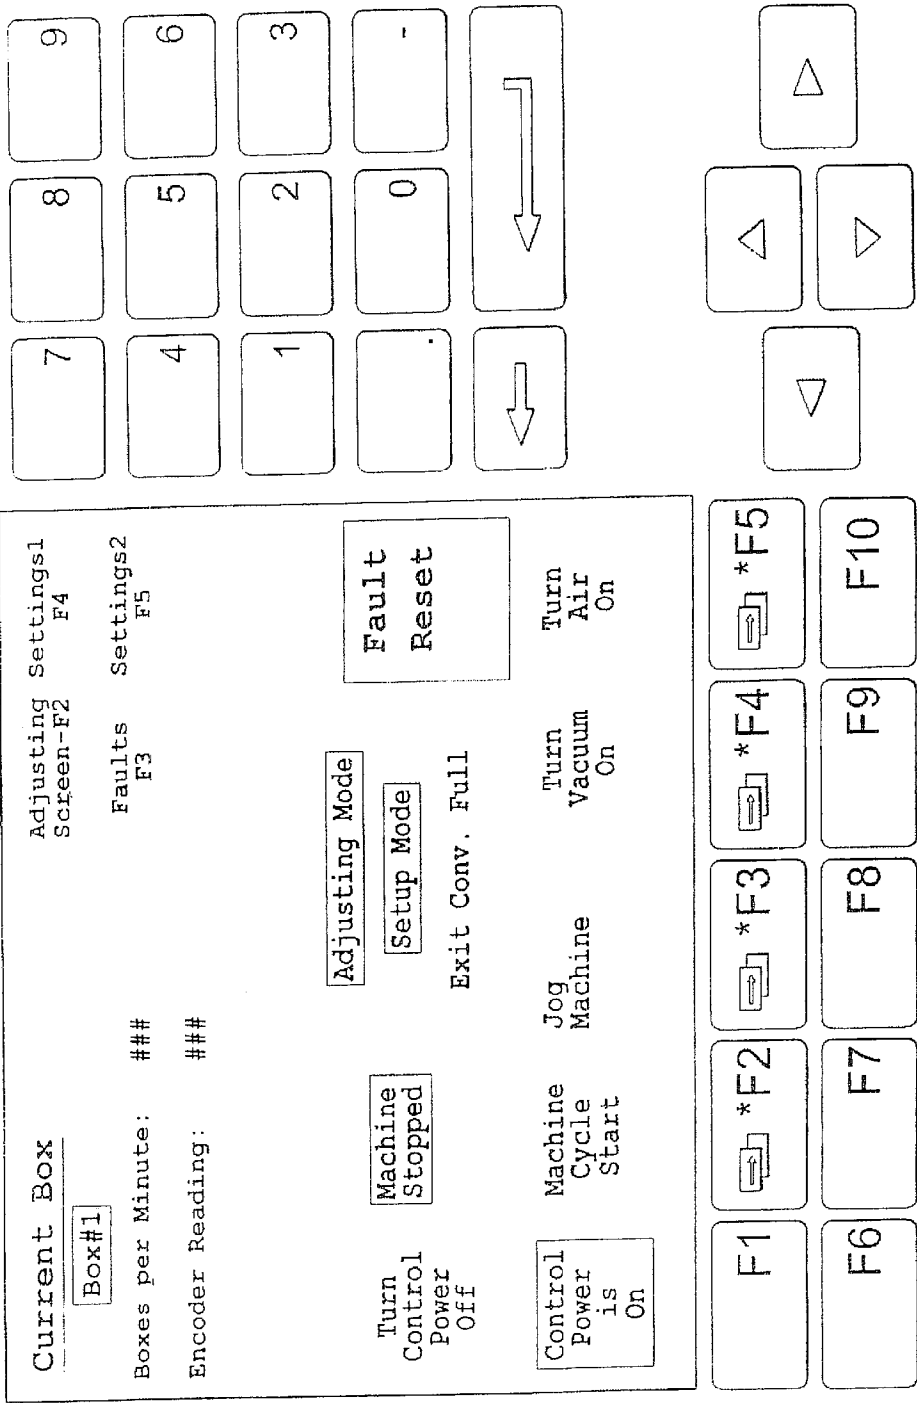 Current Box
Box#1
Boxes per Minute: ###
Encoder Reading: ###
Adjusting
Screen-F2
Settings1
F4
Faults
F3
Settings2
F5
Turn
Control
Power
Off
Machine
Stopped
Adjusting Mode
Setup Mode
Exit Conv. Full
Fault
Reset
Control
Power
is
On
Machine
Cycle
Start
Jog
Machine
Turn
Vacuum
On
Turn
Air
On
F1
*F2
*F3
*F4
*F5
F6
F7
F8
F9
F10
7
8
9
4
5
6
1
2
3
.
0
-